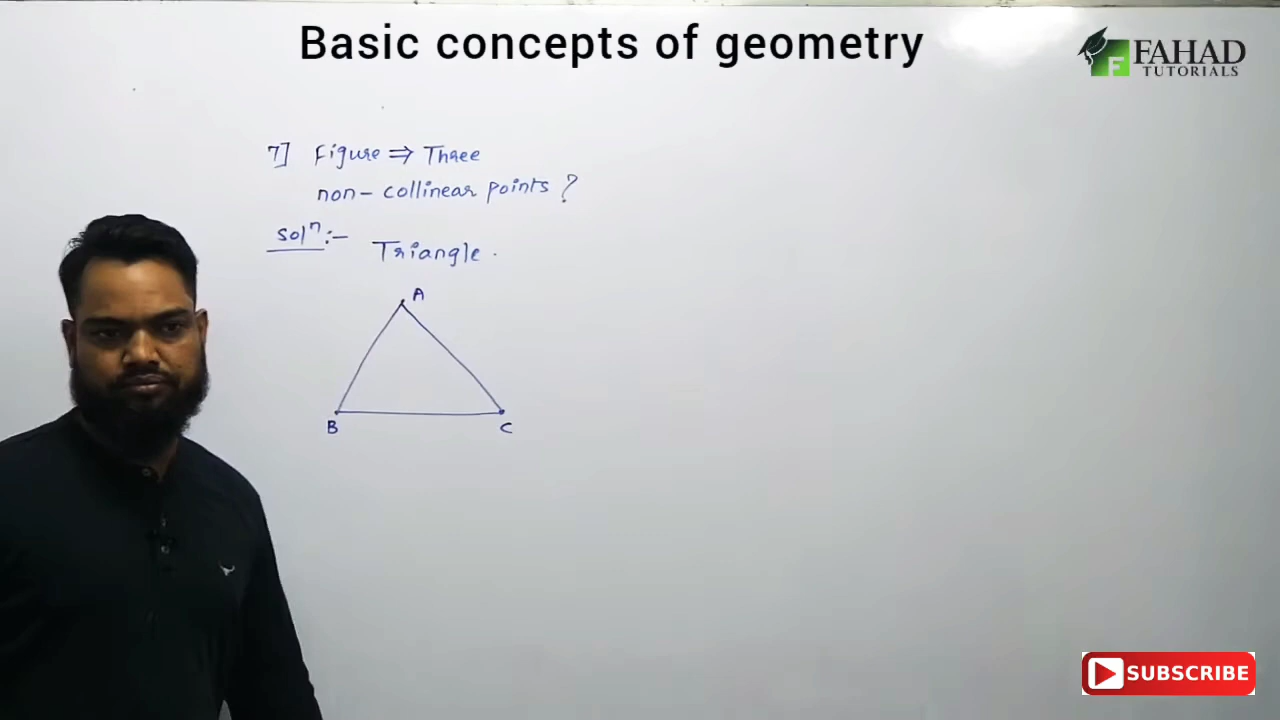 Basic concepts of geometry
FAHAD
TUTORIALS
F
7] Figure ⇒ Three
non-collinear points ?
Solⁿ:-
Triangle.
A
B
C
SUBSCRIBE